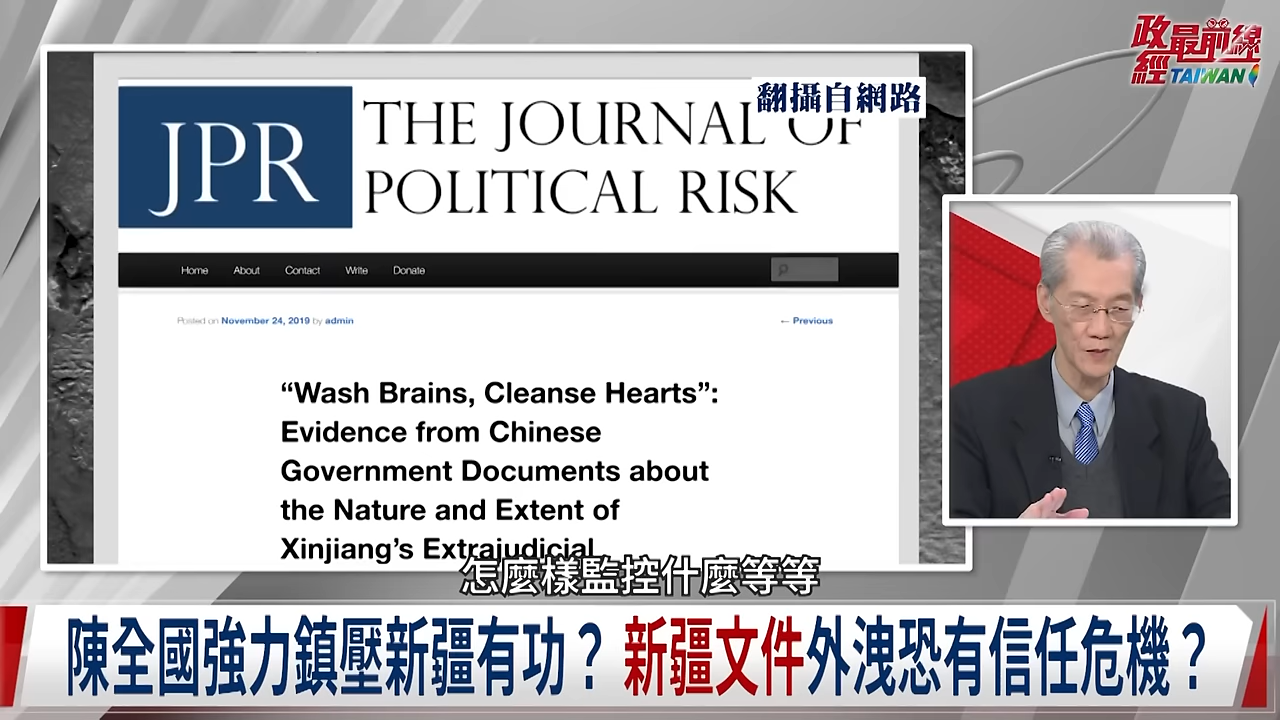 政經最前線
TAIWAN
翻攝自網路
JPR
THE JOURNAL OF
POLITICAL RISK
Home About Contact Write Donate
Posted on November 24, 2019 by admin
← Previous
“Wash Brains, Cleanse Hearts”:
Evidence from Chinese
Government Documents about
the Nature and Extent of
Xinjiang’s Extrajudicial
怎麼樣監控什麼等等
陳全國強力鎮壓新疆有功？ 新疆文件外洩恐有信任危機？